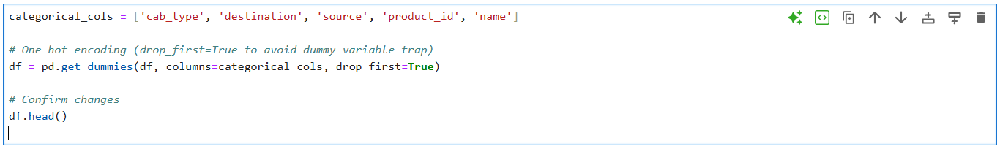 categorical_cols = ['cab_type', 'destination', 'source', 'product_id', 'name']
# One-hot encoding (drop_first=True to avoid dummy variable trap)
df = pd.get_dummies(df, columns=categorical_cols, drop_first=True)
# Confirm changes
df.head()